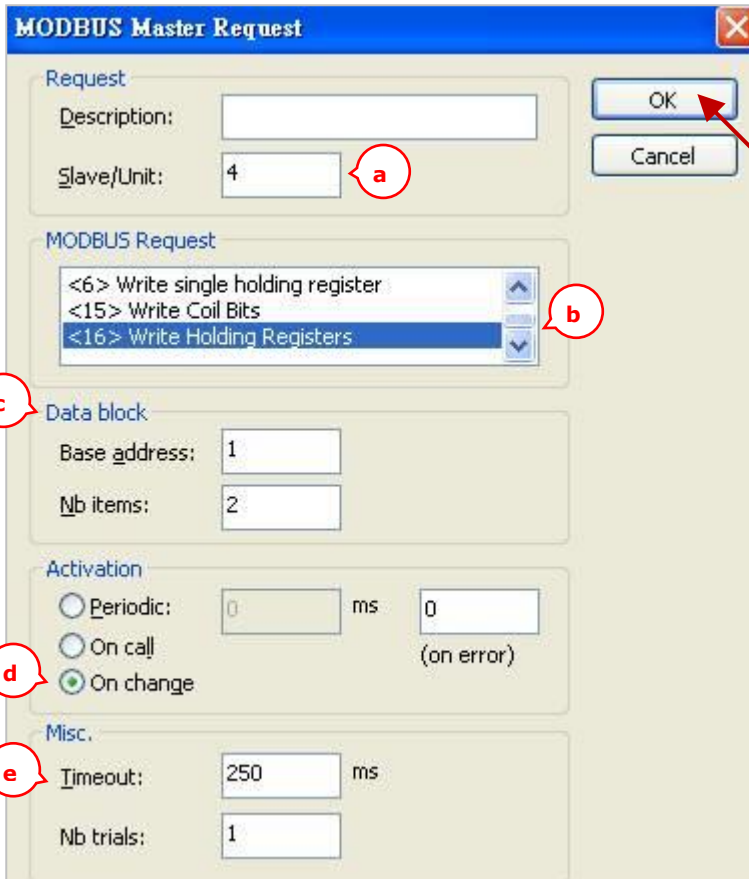 MODBUS Master Request
Request
Description:
OK
Slave/Unit: 4
a
Cancel
MODBUS Request
<6> Write single holding register
<15> Write Coil Bits
<16> Write Holding Registers
b
c
Data block
Base address: 1
Nb items: 2
Activation
Periodic: 0 ms 0
On call
(on error)
d
On change
Misc.
e
Timeout: 250 ms
Nb trials: 1